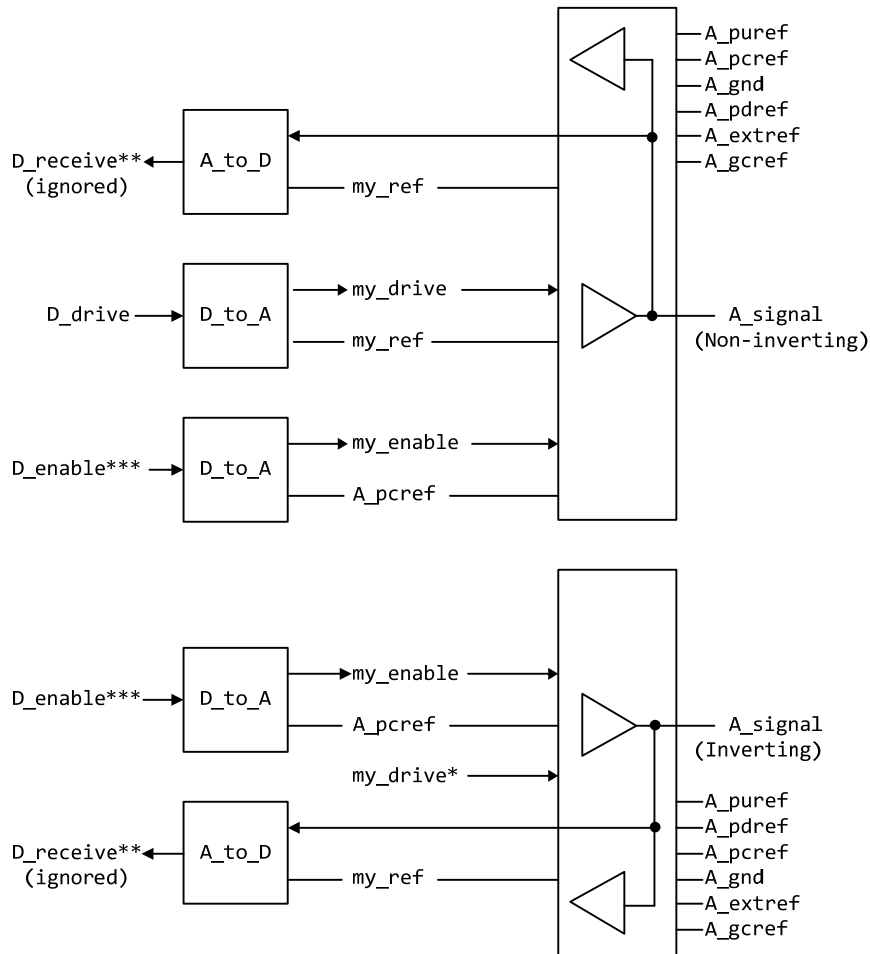 A_puref
A_pcref
A_gnd
A_pdref
A_extref
A_gcref
D_receive**
(ignored)
A_to_D
my_ref
D_drive
D_to_A
my_drive
my_ref
A_signal
(Non-inverting)
D_enable***
D_to_A
my_enable
A_pcref
D_enable***
D_to_A
my_enable
A_pcref
my_drive*
A_signal
(Inverting)
D_receive**
(ignored)
A_to_D
my_ref
A_puref
A_pdref
A_pcref
A_gnd
A_extref
A_gcref